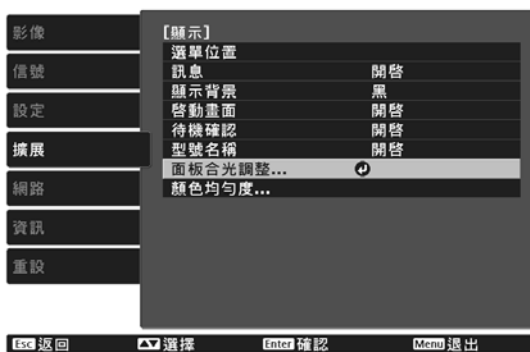 影像
信號
設定
擴展
網路
資訊
重設
[顯示]
選單位置
訊息 開啓
顯示背景 黑
啓動畫面 開啓
待機確認 開啓
型號名稱 開啓
面板合光調整...
顏色均勻度...
Esc 返回 選擇 Enter 確認 Menu 退出